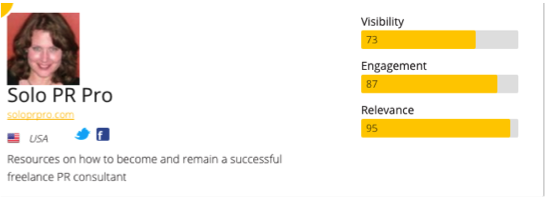 Visibility
73
Engagement
87
Relevance
95
Solo PR Pro
soloprpro.com
USA
Resources on how to become and remain a successful
freelance PR consultant